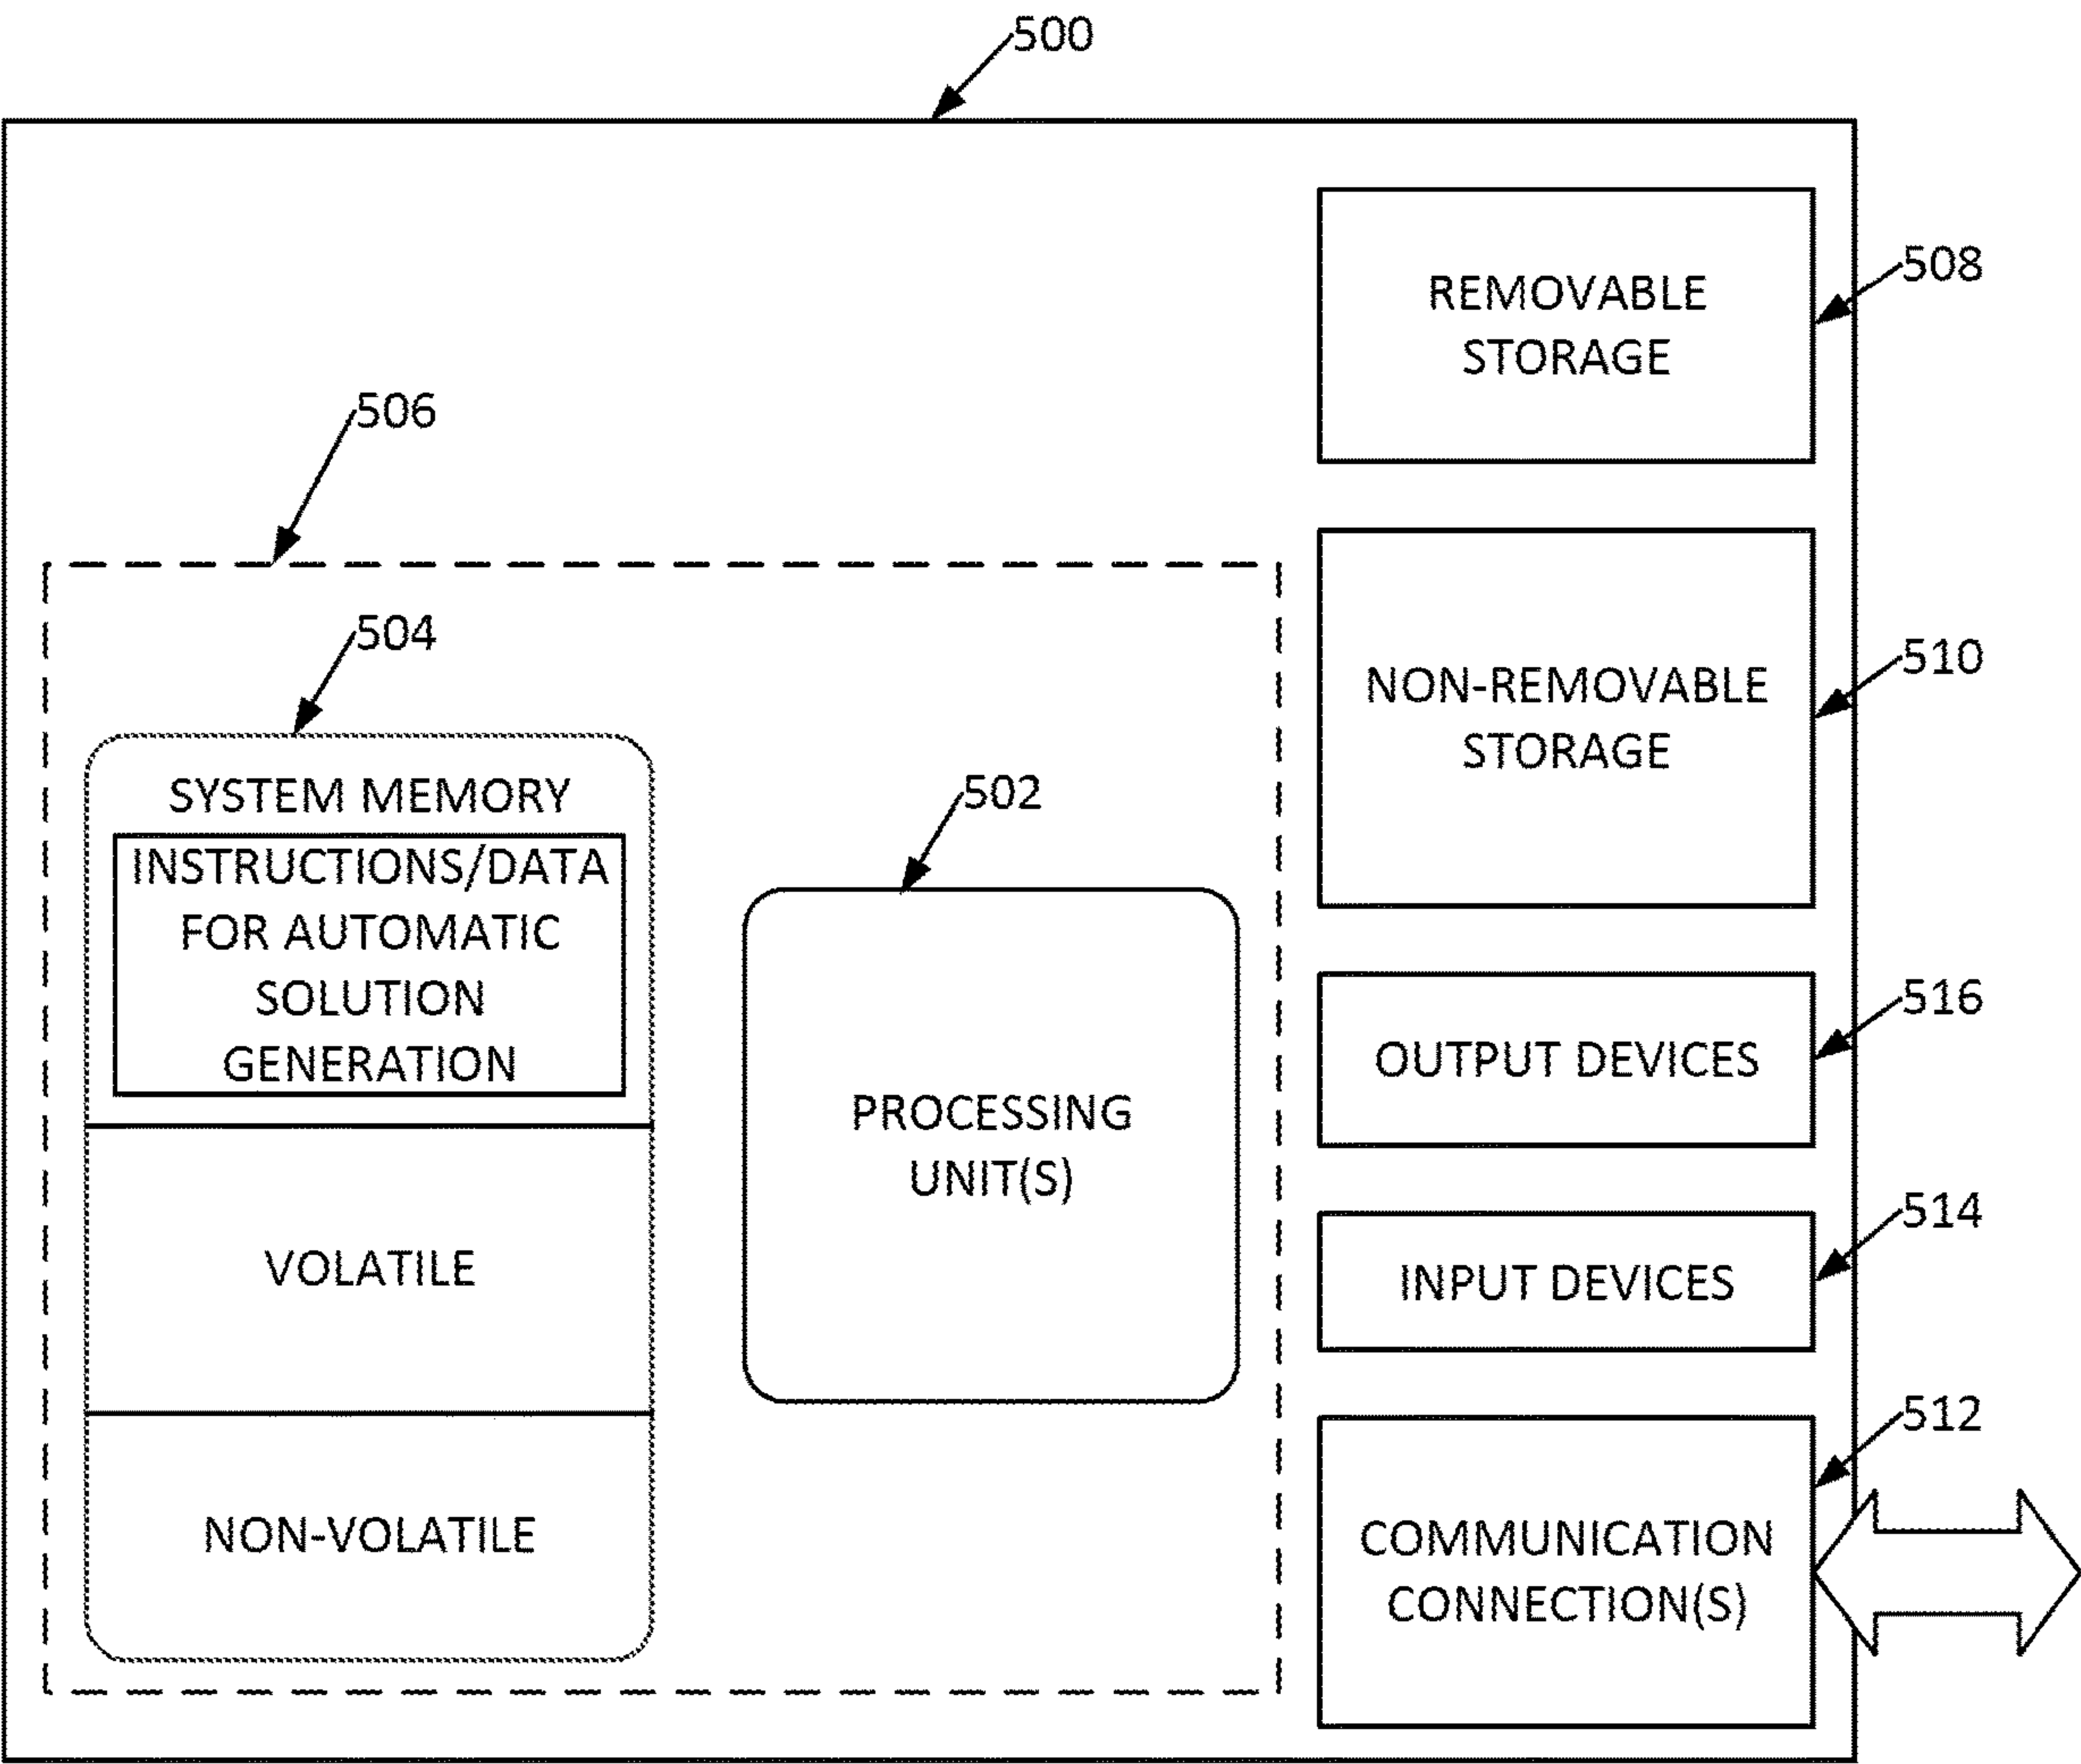 500
REMOVABLE
STORAGE
508
506
NON-REMOVABLE
STORAGE
510
504
SYSTEM MEMORY
INSTRUCTIONS/DATA
FOR AUTOMATIC
SOLUTION
GENERATION
VOLATILE
NON-VOLATILE
502
PROCESSING
UNIT(S)
OUTPUT DEVICES
516
INPUT DEVICES
514
COMMUNICATION
CONNECTION(S)
512